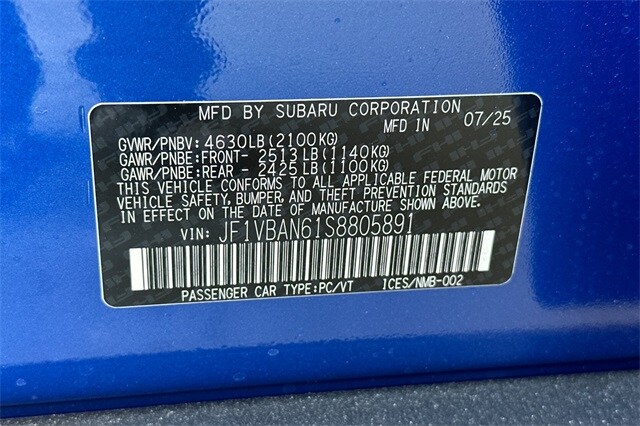 MFD BY SUBARU CORPORATION
MFD IN 07/25
GVWR/PNBV: 4630LB(2100KG)
GAWR/PNBE:FRONT- 2513LB(1140KG)
GAWR/PNBE:REAR - 2425LB(1100KG)
THIS VEHICLE CONFORMS TO ALL APPLICABLE FEDERAL MOTOR
VEHICLE SAFETY, BUMPER, AND THEFT PREVENTION STANDARDS
IN EFFECT ON THE DATE OF MANUFACTURE SHOWN ABOVE.
VIN: JF1VBAN61S8805891
PASSENGER CAR TYPE:PC/VT ICES/NMB-002